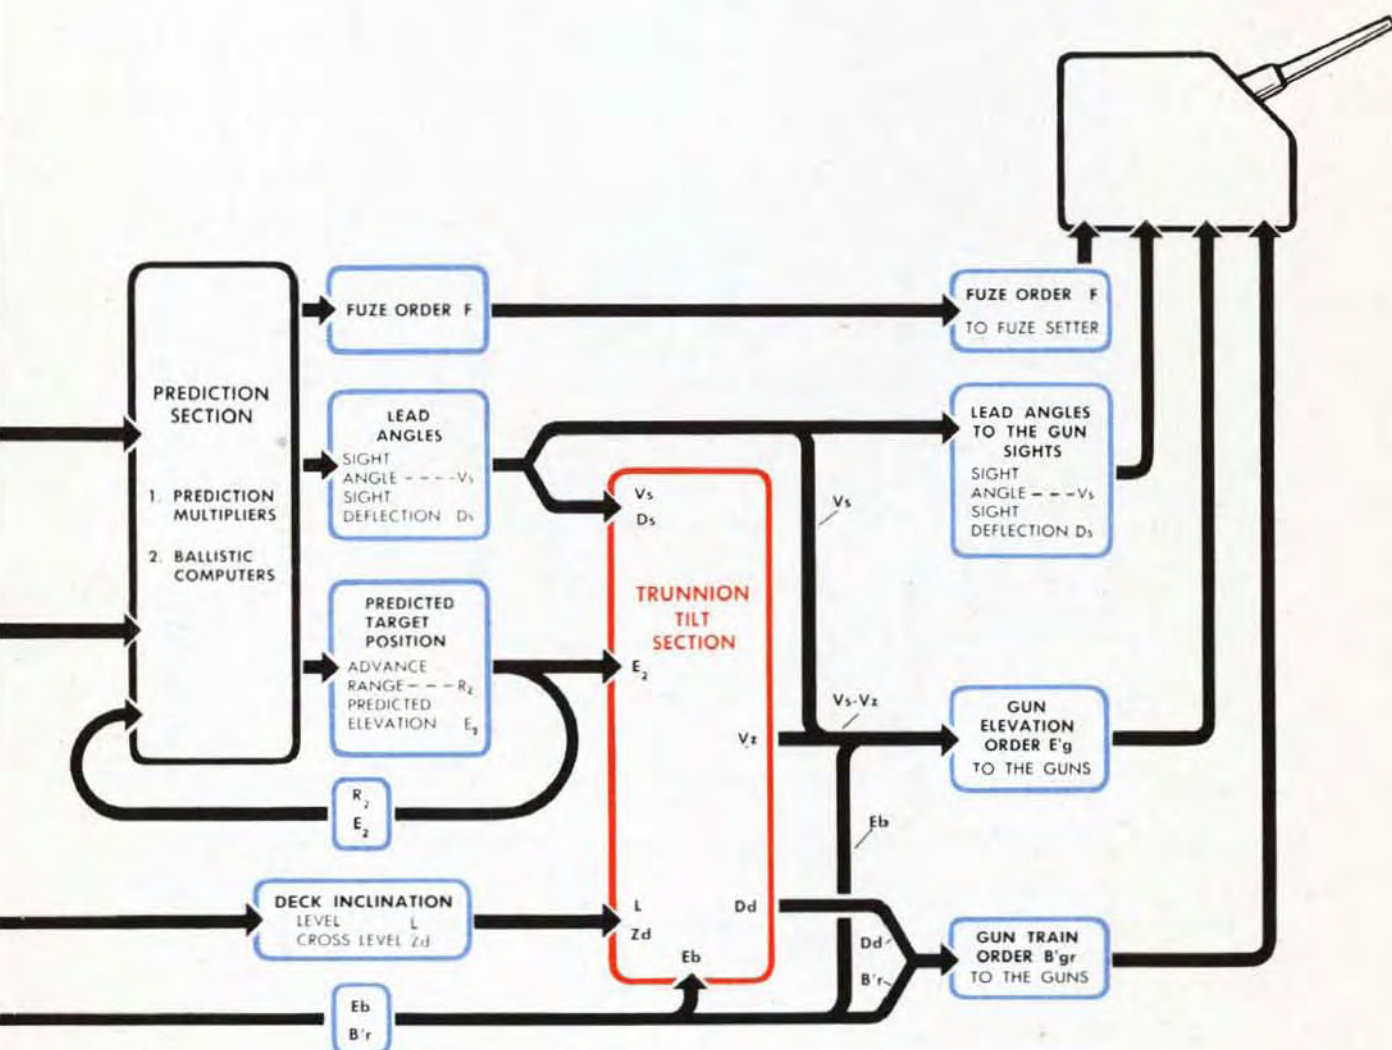 PREDICTION
SECTION
1. PREDICTION
MULTIPLIERS
2. BALLISTIC
COMPUTERS
FUZE ORDER F
LEAD
ANGLES
SIGHT
ANGLE - - - - Vs
SIGHT
DEFLECTION Ds
PREDICTED
TARGET
POSITION
ADVANCE
RANGE - - - R₂
PREDICTED
ELEVATION E₂
R₂
E₂
DECK INCLINATION
LEVEL L
CROSS LEVEL Zd
Eb
B'r
Vs
Ds
TRUNNION
TILT
SECTION
E₂
Vz
L
Zd
Dd
Eb
Vs
Vs-Vz
Eb
Dd
B'r
FUZE ORDER F
TO FUZE SETTER
LEAD ANGLES
TO THE GUN
SIGHTS
SIGHT
ANGLE - - - Vs
SIGHT
DEFLECTION Ds
GUN
ELEVATION
ORDER E'g
TO THE GUNS
GUN TRAIN
ORDER B'gr
TO THE GUNS